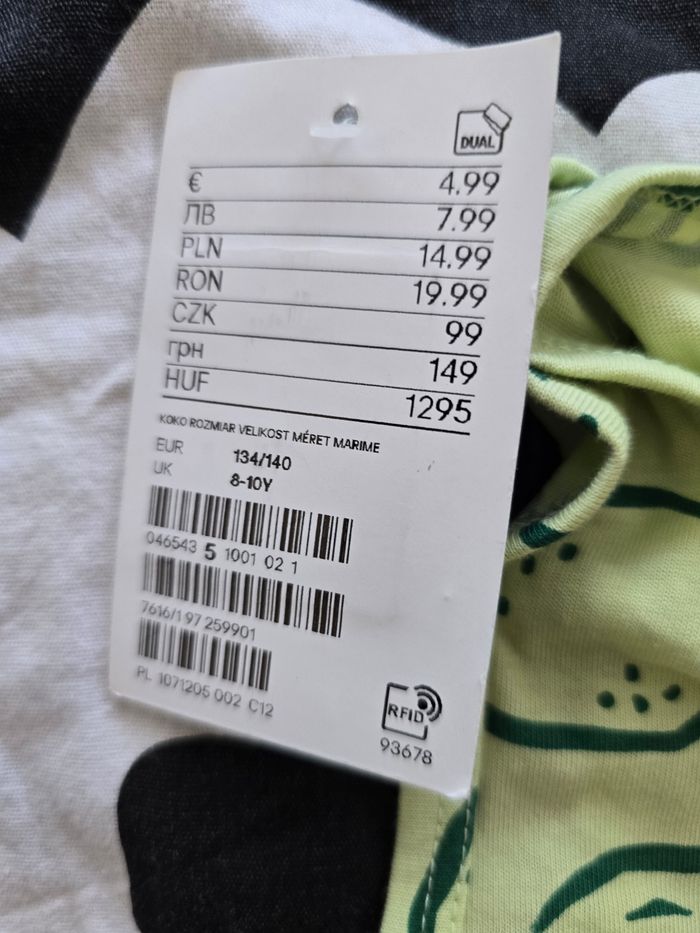 DUAL
€ 4.99
ЛВ 7.99
PLN 14.99
RON 19.99
CZK 99
грн 149
HUF 1295
KOKO ROZMIAR VELIKOST MÉRET MARIME
EUR 134/140
UK 8-10Y
046543 5 1001 02 1
7616/1 97 259901
PL 1071205 002 C12
RFID
93678